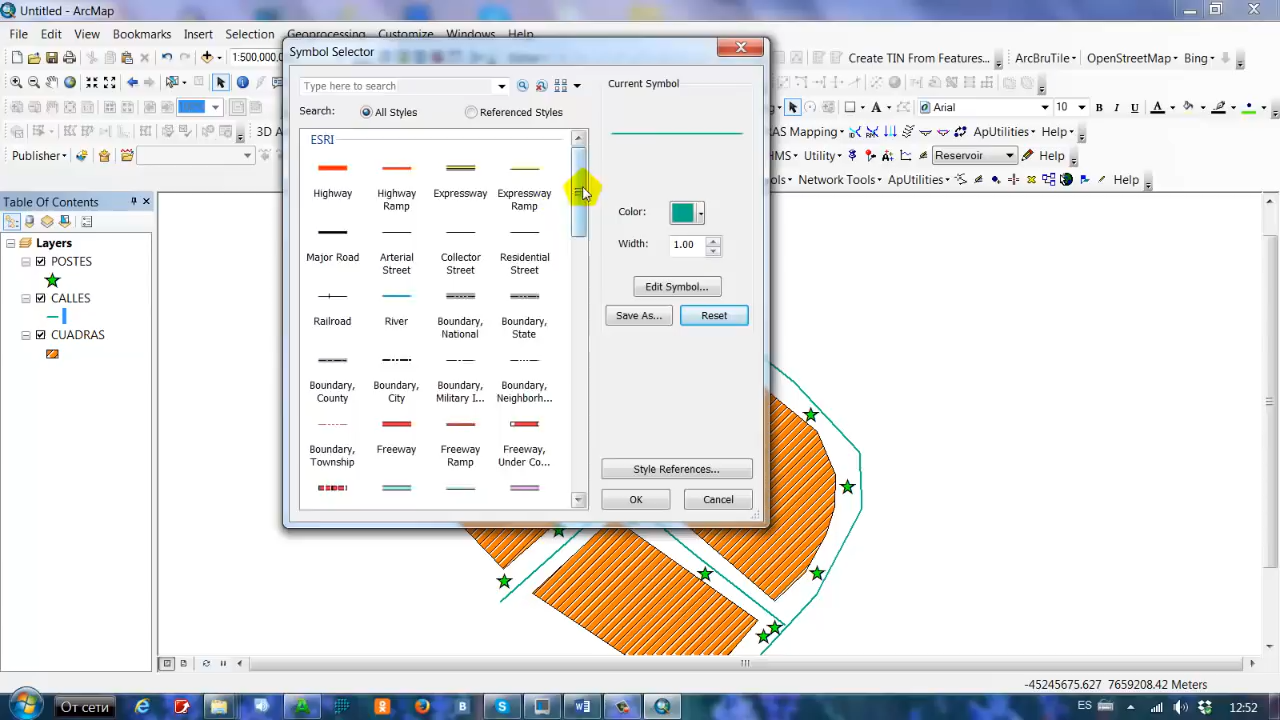 Untitled - ArcMap
File Edit View Bookmarks Insert Selection Geoprocessing Customize Windows Help
1:500.000.0 Create TIN From Features... ArcBruTile OpenStreetMap Bing
100%
Arial 10 B I U A
3D A
CAS Mapping ApUtilities Help
Publisher HMS Utility Reservoir Help
Network Tools Help
Table Of Contents
Layers
POSTES
CALLES
CUADRAS
Symbol Selector
Type here to search
Search: All Styles Referenced Styles
ESRI
Highway Highway Ramp Expressway Expressway Ramp
Major Road Arterial Street Collector Street Residential Street
Railroad River Boundary, National Boundary, State
Boundary, County Boundary, City Boundary, Military I... Boundary, Neighborh...
Boundary, Township Freeway Freeway Ramp Freeway, Under Co...
Current Symbol
Color:
Width: 1.00
Edit Symbol...
Save As... Reset
Style References...
OK Cancel
-45245675.627 7659208.42 Meters
От сети ES 12:52